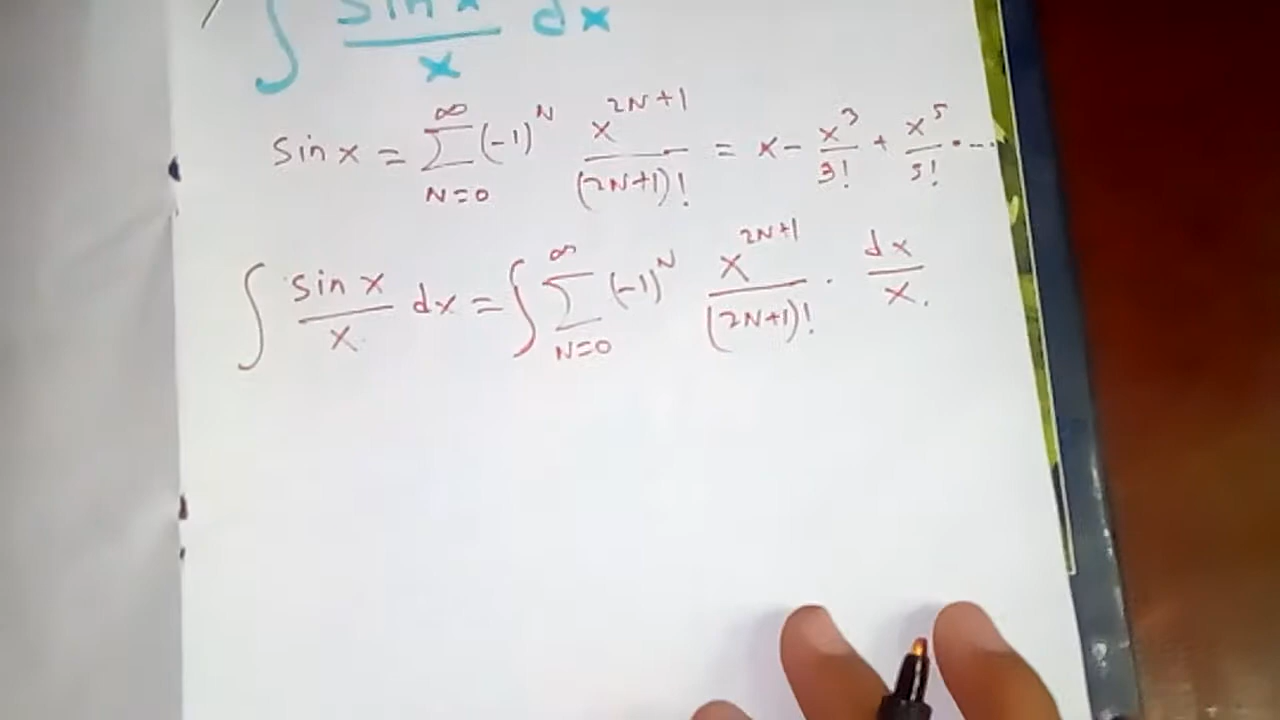 ∫ sin x / x dx
sin x = ∑_{N=0}^{∞} (-1)^N x^{2N+1} / (2N+1)! = x - x^3/3! + x^5/5! ....
∫ sin x / x dx = ∫ ∑_{N=0}^{∞} (-1)^N x^{2N+1} / (2N+1)! · dx / x.